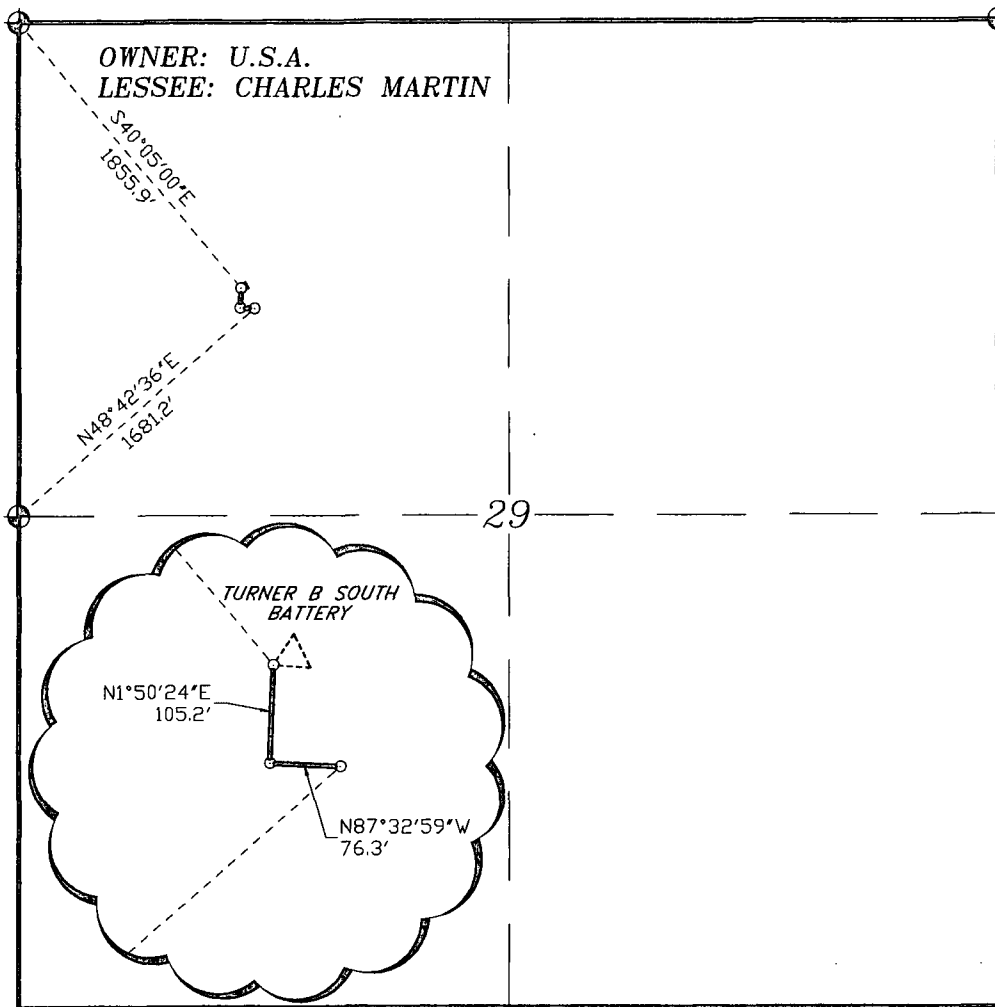 OWNER: U.S.A.
LESSEE: CHARLES MARTIN
S40°05'00"E
1855.9'
N48°42'36"E
1681.2'
29
TURNER B SOUTH
BATTERY
N1°50'24"E
105.2'
N87°32'59"W
76.3'